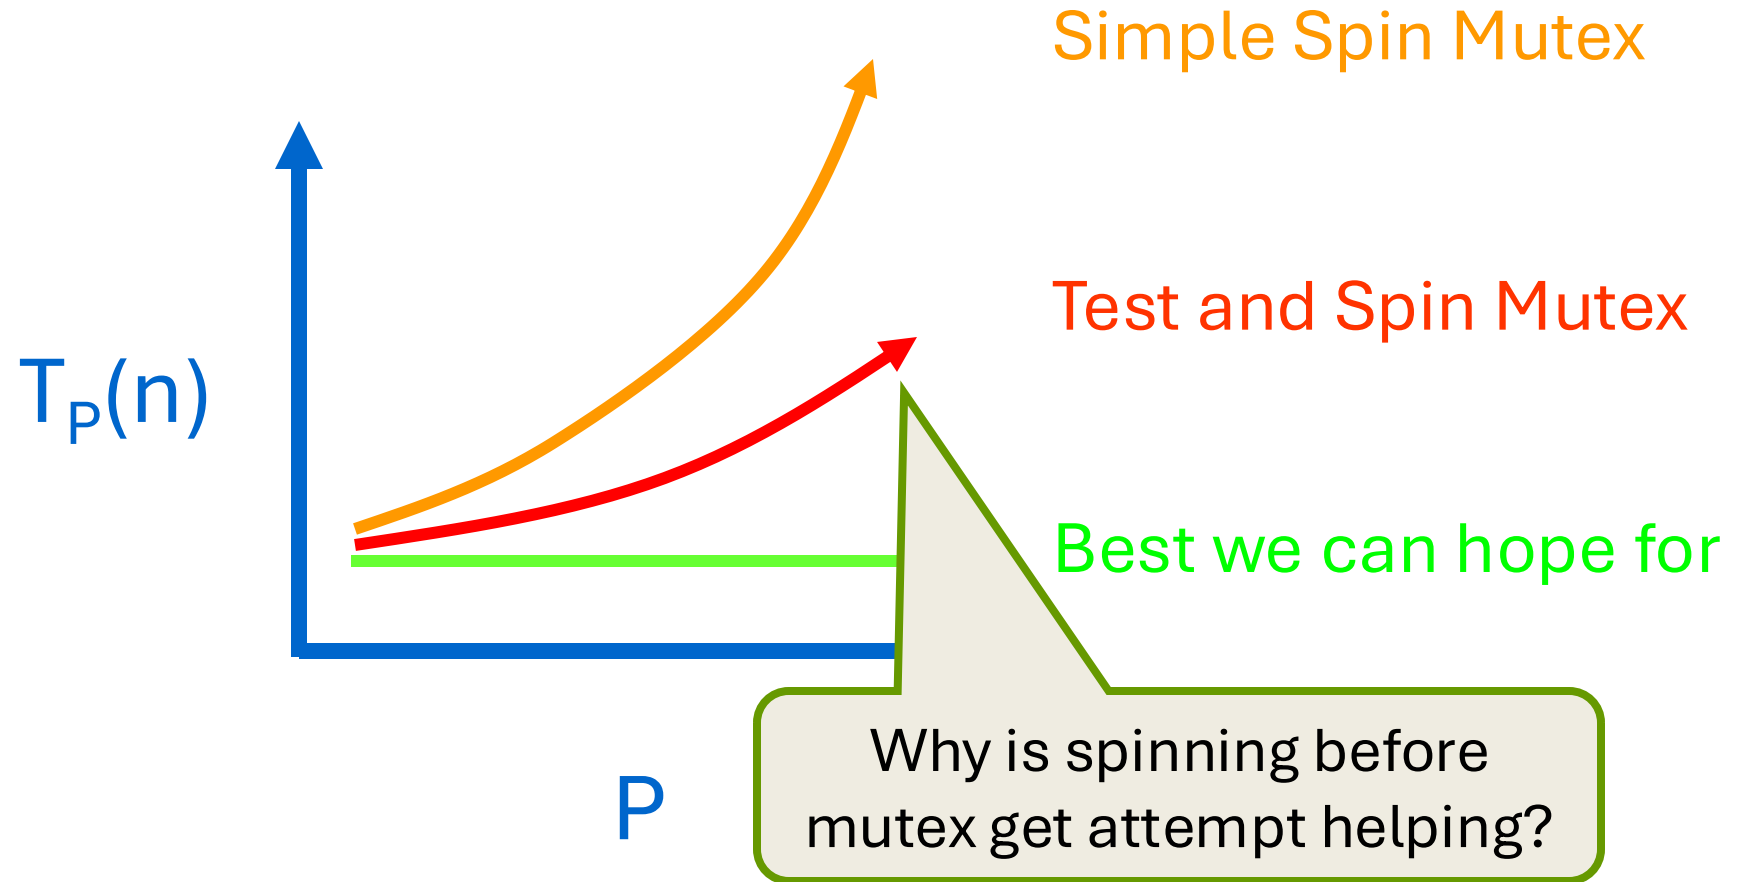 Simple Spin Mutex
Test and Spin Mutex
T_P(n)
Best we can hope for
P
Why is spinning before
mutex get attempt helping?